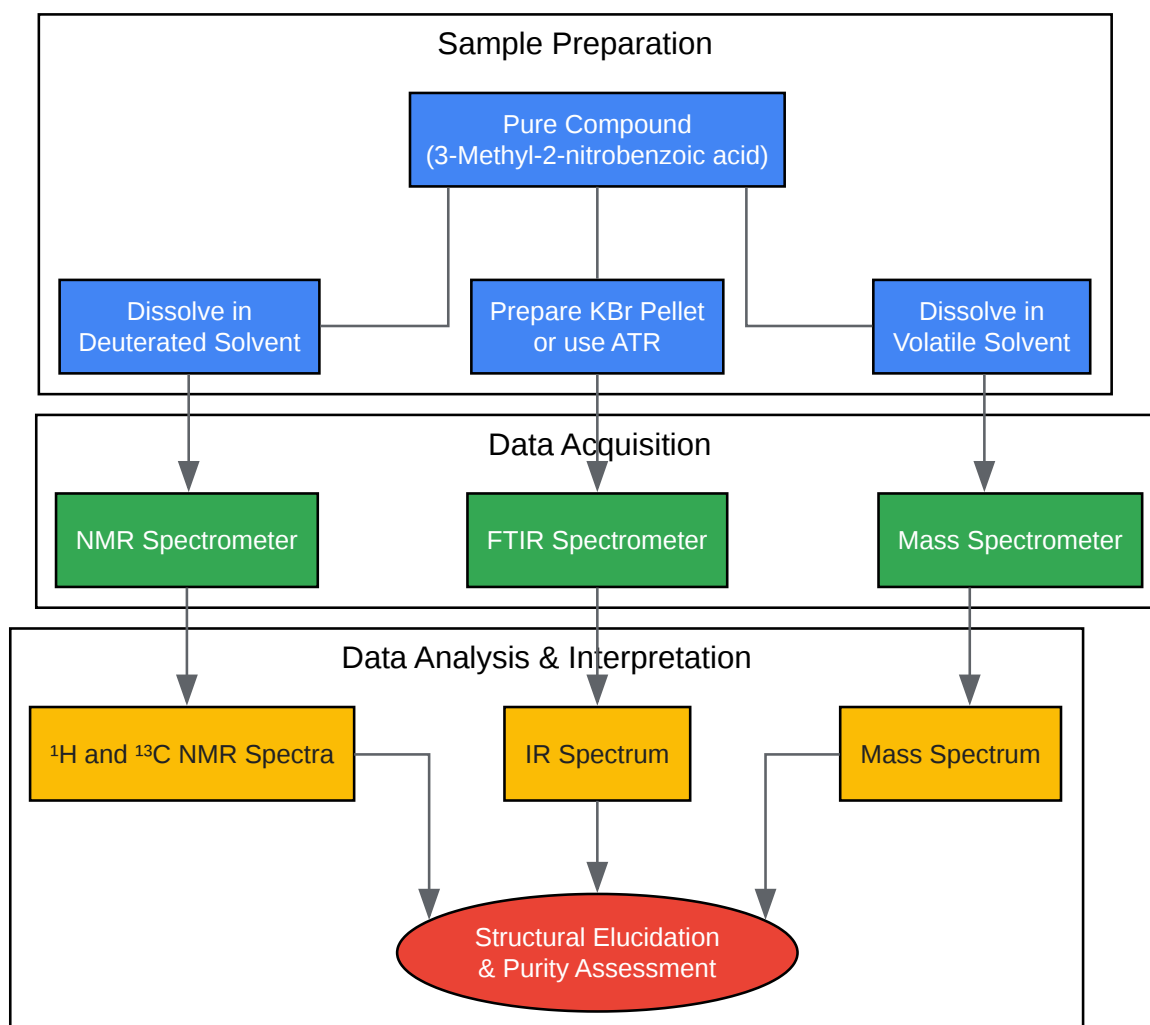 Sample Preparation
Pure Compound
(3-Methyl-2-nitrobenzoic acid)
Dissolve in
Deuterated Solvent
Prepare KBr Pellet
or use ATR
Dissolve in
Volatile Solvent
Data Acquisition
NMR Spectrometer
FTIR Spectrometer
Mass Spectrometer
Data Analysis & Interpretation
¹H and ¹³C NMR Spectra
IR Spectrum
Mass Spectrum
Structural Elucidation
& Purity Assessment